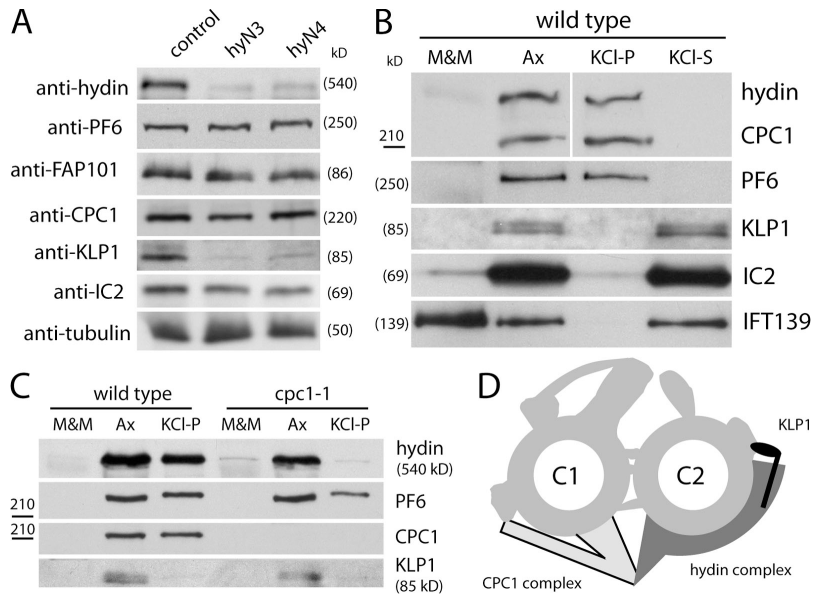 A
control hyN3 hyN4 kD
anti-hydin (540)
anti-PF6 (250)
anti-FAP101 (86)
anti-CPC1 (220)
anti-KLP1 (85)
anti-IC2 (69)
anti-tubulin (50)
B
wild type
kD M&M Ax KCl-P KCl-S
hydin
210 CPC1
(250) PF6
(85) KLP1
(69) IC2
(139) IFT139
C
wild type cpc1-1
M&M Ax KCl-P M&M Ax KCl-P
hydin
(540 kD)
210 PF6
210 CPC1
KLP1
(85 kD)
D
KLP1
C1 C2
CPC1 complex hydin complex